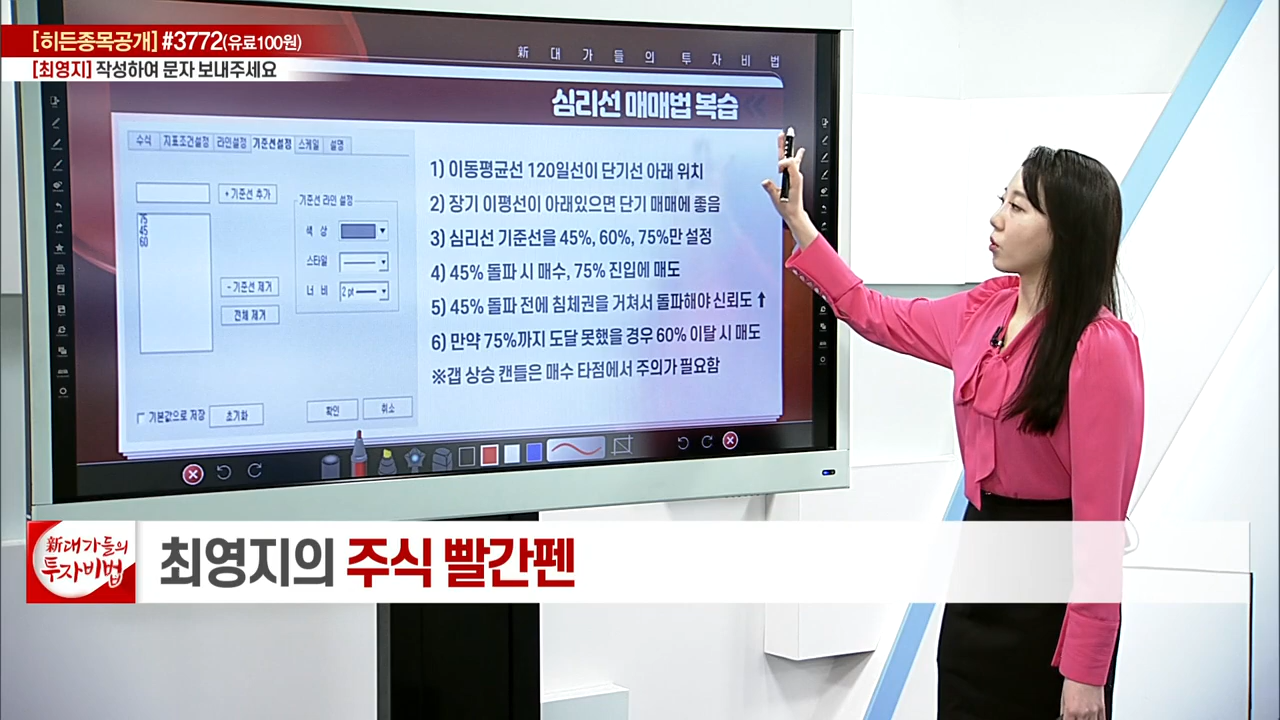 [히든종목공개] #3772(유료100원)
[최영지] 작성하여 문자 보내주세요
新 대 가 들 의 투 자 비 법
심리선 매매법 복습
수식 지표조건설정 라인설정 기준선설정 스케일 설명
+기준선 추가
75
45
60
기준선 라인 설정
색 상
스타일
너 비 2 pt
-기준선 제거
전체 제거
기본값으로 저장 초기화 확인 취소
1) 이동평균선 120일선이 단기선 아래 위치
2) 장기 이평선이 아래있으면 단기 매매에 좋음
3) 심리선 기준선을 45%, 60%, 75%만 설정
4) 45% 돌파 시 매수, 75% 진입에 매도
5) 45% 돌파 전에 침체권을 거쳐서 돌파해야 신뢰도 ↑
6) 만약 75%까지 도달 못했을 경우 60% 이탈 시 매도
※갭 상승 캔들은 매수 타점에서 주의가 필요함
新대가들의
투자비법
최영지의 주식 빨간펜